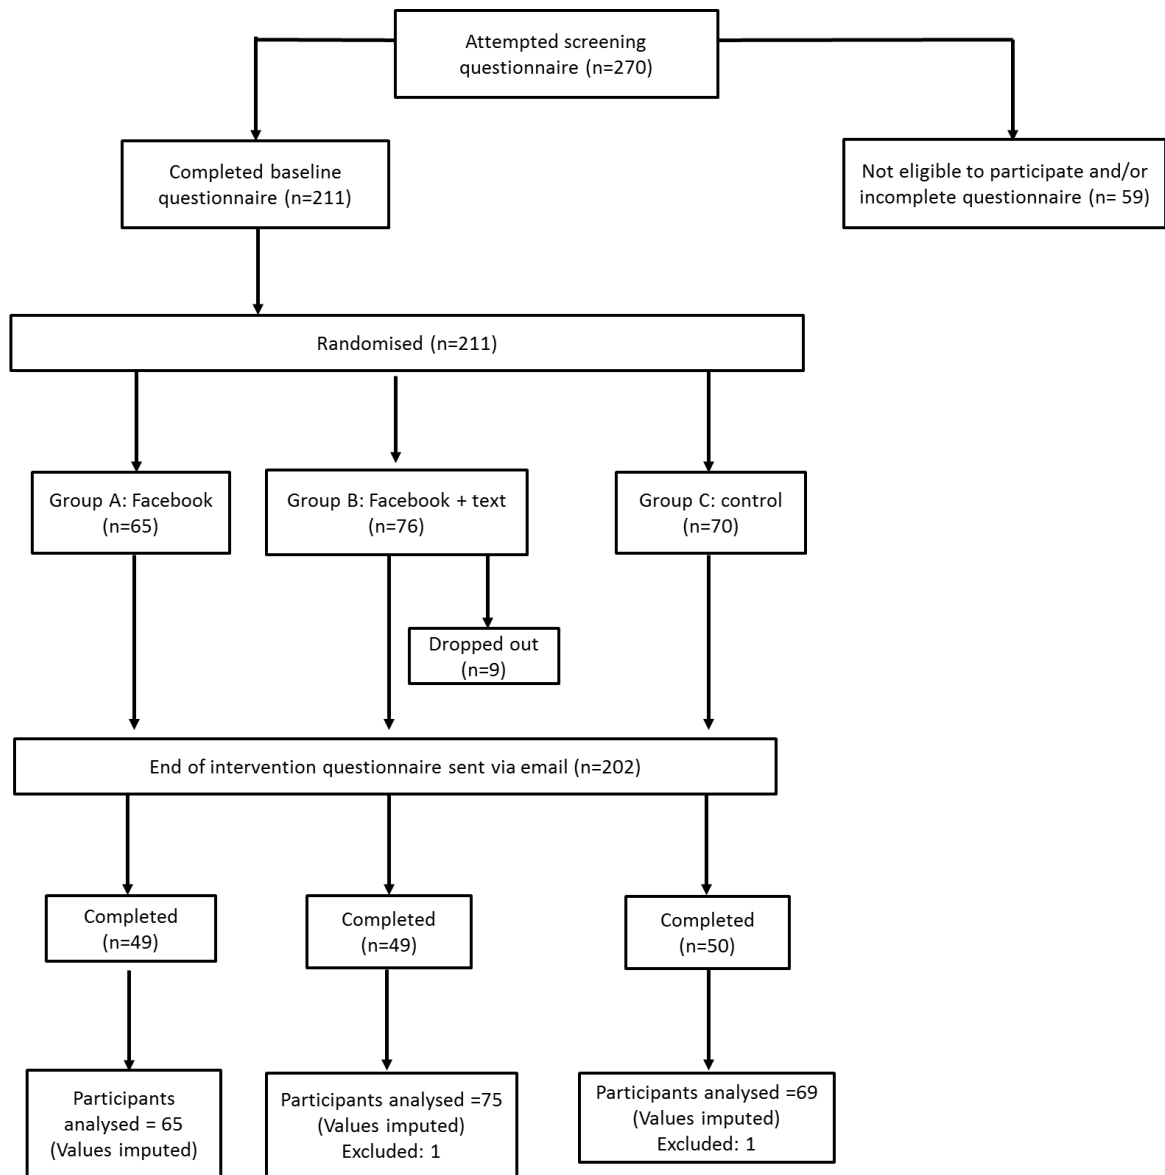 Attempted screening
questionnaire (n=270)
Completed baseline
questionnaire (n=211)
Not eligible to participate and/or
incomplete questionnaire (n= 59)
Randomised (n=211)
Group A: Facebook
(n=65)
Group B: Facebook + text
(n=76)
Group C: control
(n=70)
Dropped out
(n=9)
End of intervention questionnaire sent via email (n=202)
Completed
(n=49)
Completed
(n=49)
Completed
(n=50)
Participants
analysed = 65
(Values imputed)
Participants analysed =75
(Values imputed)
Excluded: 1
Participants analysed =69
(Values imputed)
Excluded: 1